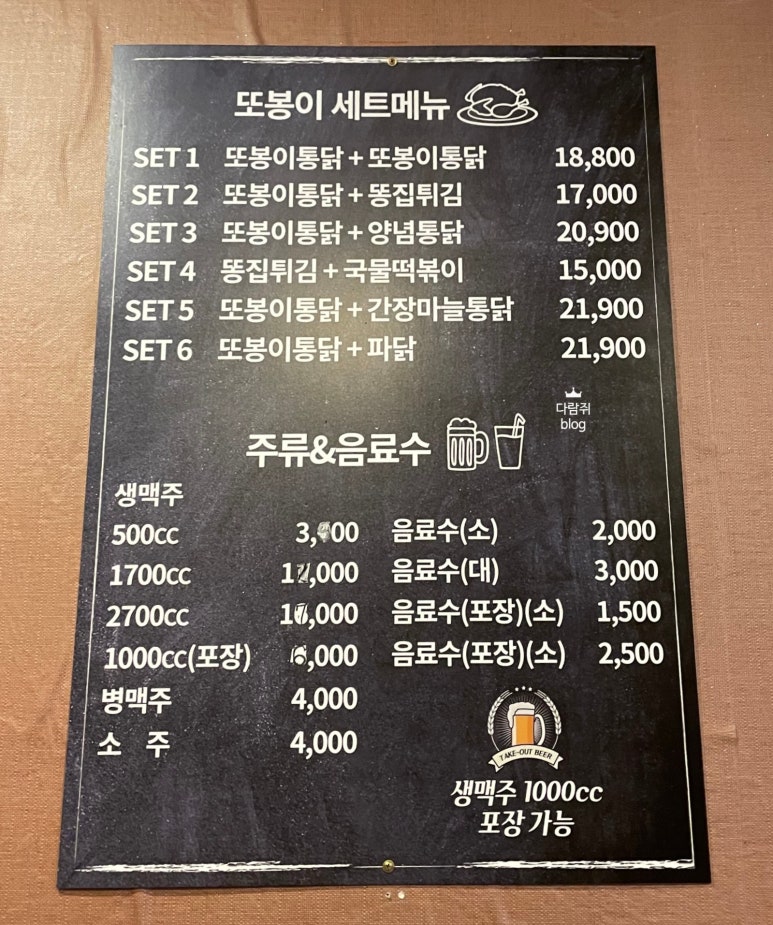 또봉이 세트메뉴
SET 1 또봉이통닭 + 또봉이통닭 18,800
SET 2 또봉이통닭 + 똥집튀김 17,000
SET 3 또봉이통닭 + 양념통닭 20,900
SET 4 똥집튀김 + 국물떡볶이 15,000
SET 5 또봉이통닭 + 간장마늘통닭 21,900
SET 6 또봉이통닭 + 파닭 21,900
다람쥐
blog
주류&음료수
생맥주
500cc
음료수(소) 2,000
1700cc
음료수(대) 3,000
2700cc
음료수(포장)(소) 1,500
1000cc(포장)
음료수(포장)(소) 2,500
병맥주 4,000
소 주 4,000
TAKE-OUT BEER
생맥주 1000cc
포장 가능